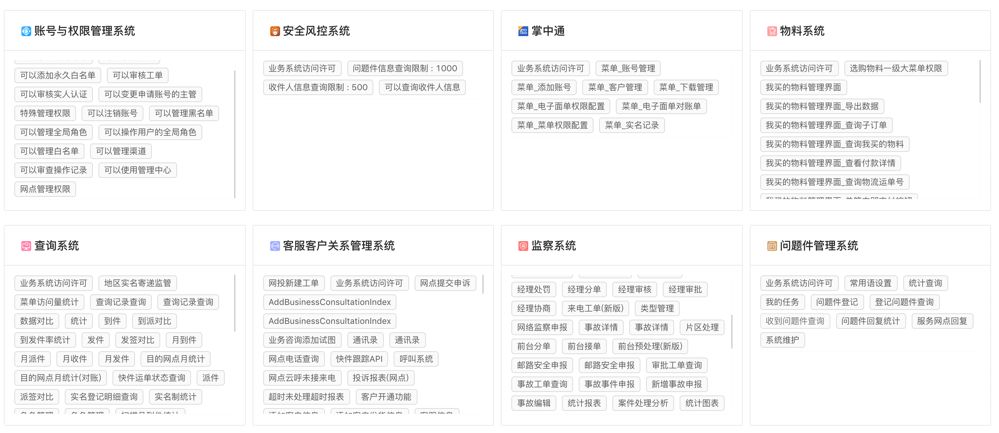 账号与权限管理系统
可以添加永久白名单 可以审核工单
可以审核实人认证 可以变更申请账号的主管
特殊管理权限 可以注销账号 可以管理黑名单
可以管理全局角色 可以操作用户的全局角色
可以管理白名单 可以管理渠道
可以审查操作记录 可以使用管理中心
网点管理权限
安全风控系统
业务系统访问许可 问题件信息查询限制：1000
收件人信息查询限制：500 可以查询收件人信息
掌中通
业务系统访问许可 菜单_账号管理
菜单_添加账号 菜单_客户管理 菜单_下载管理
菜单_电子面单权限配置 菜单_电子面单对账单
菜单_菜单权限配置 菜单_实名记录
物料系统
业务系统访问许可 选购物料一级大菜单权限
我买的物料管理界面
我买的物料管理界面_导出数据
我买的物料管理界面_查询子订单
我买的物料管理界面_查询我买的物料
我买的物料管理界面_查看付款详情
我买的物料管理界面_查询物流运单号
查询系统
业务系统访问许可 地区实名寄递监管
菜单访问量统计 查询记录查询 查询记录查询
数据对比 统计 到件 到派对比
到发件率统计 发件 发签对比 月到件
月派件 月收件 月发件 目的网点月统计
目的网点月统计(对账) 快件运单状态查询 派件
派签对比 实名登记明细查询 实名制统计
客服客户关系管理系统
网投新建工单 业务系统访问许可 网点提交申诉
AddBusinessConsultationIndex
AddBusinessConsultationIndex
业务咨询添加试图 通讯录 通讯录
网点电话查询 快件跟踪API 呼叫系统
网点云呼未接来电 投诉报表(网点)
超时未处理超时报表 客户开通功能
监察系统
经理处罚 经理分单 经理审核 经理审批
经理协商 来电工单(新版) 类型管理
网络监察申报 事故详情 事故详情 片区处理
前台分单 前台接单 前台预处理(新版)
邮路安全申报 邮路安全申报 审批工单查询
事故工单查询 事故事件申报 新增事故申报
事故编辑 统计报表 案件处理分析 统计图表
问题件管理系统
业务系统访问许可 常用语设置 统计查询
我的任务 问题件登记 登记问题件查询
收到问题件查询 问题件回复统计 服务网点回复
系统维护